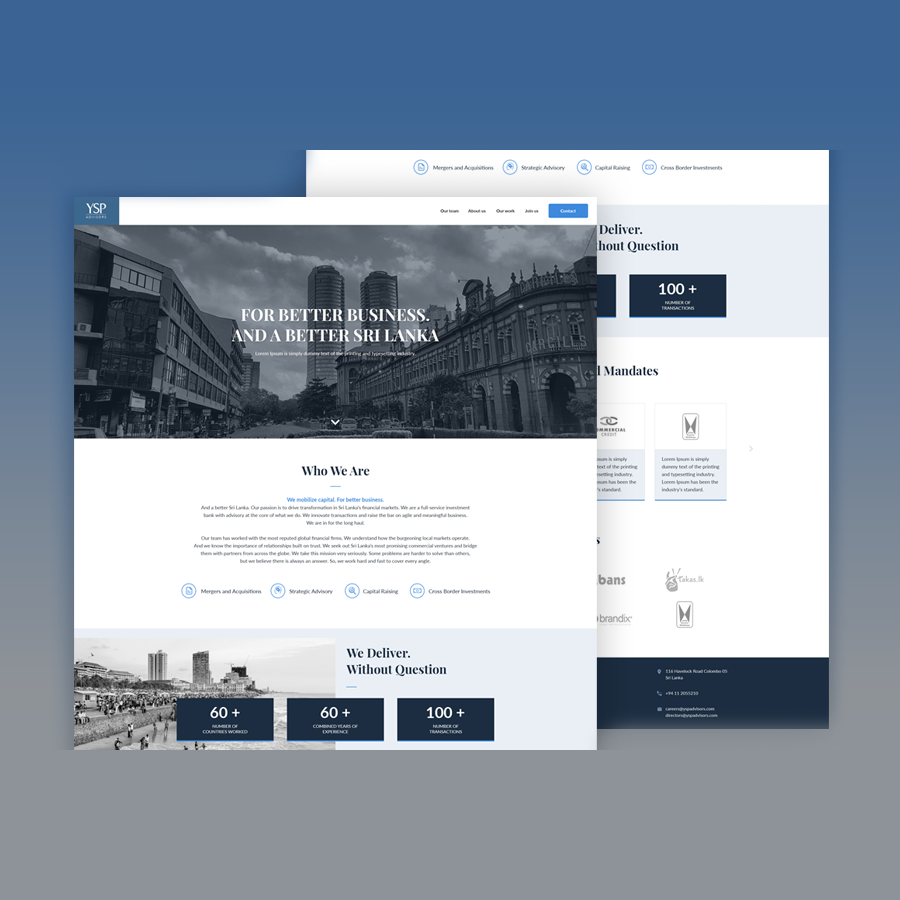 YSP
ADVISORS
Our team
About us
Our work
Join us
Contact
FOR BETTER BUSINESS.
AND A BETTER SRI LANKA
Lorem Ipsum is simply dummy text of the printing and typesetting industry.
CARGILLS
Who We Are
We mobilize capital. For better business.
And a better Sri Lanka. Our passion is to drive transformation in Sri Lanka's financial markets. We are a full-service investment
bank with advisory at the core of what we do. We innovate transactions and raise the bar on agile and meaningful business.
We are in for the long haul.
Our team has worked with the most reputed global financial firms. We understand how the burgeoning local markets operate.
And we know the importance of relationships built on trust. We seek out Sri Lanka's most promising commercial ventures and bridge
them with partners from across the globe. We take this mission very seriously. Some problems are harder to solve than others,
but we believe there is always an answer. So, we work hard and fast to cover every angle.
Mergers and Acquisitions
Strategic Advisory
Capital Raising
Cross Border Investments
We Deliver.
Without Question
60 +
NUMBER OF
COUNTRIES WORKED
60 +
COMBINED YEARS OF
EXPERIENCE
100 +
NUMBER OF
TRANSACTIONS
Mergers and Acquisitions
Strategic Advisory
Capital Raising
Cross Border Investments
Deliver.
hout Question
100 +
NUMBER OF
TRANSACTIONS
d Mandates
MMERCIAL
CREDIT
sum is simply
text of the printing
setting industry.
psum has been the
's standard.
Lorem Ipsum is simply
dummy text of the printing
and typesetting industry.
Lorem Ipsum has been the
industry's standard.
s
bans
takas.lk
brandix
116 Havelock Road Colombo 05
Sri Lanka
+94 11 2055210
careers@yspadvisors.com
directors@yspadvisors.com